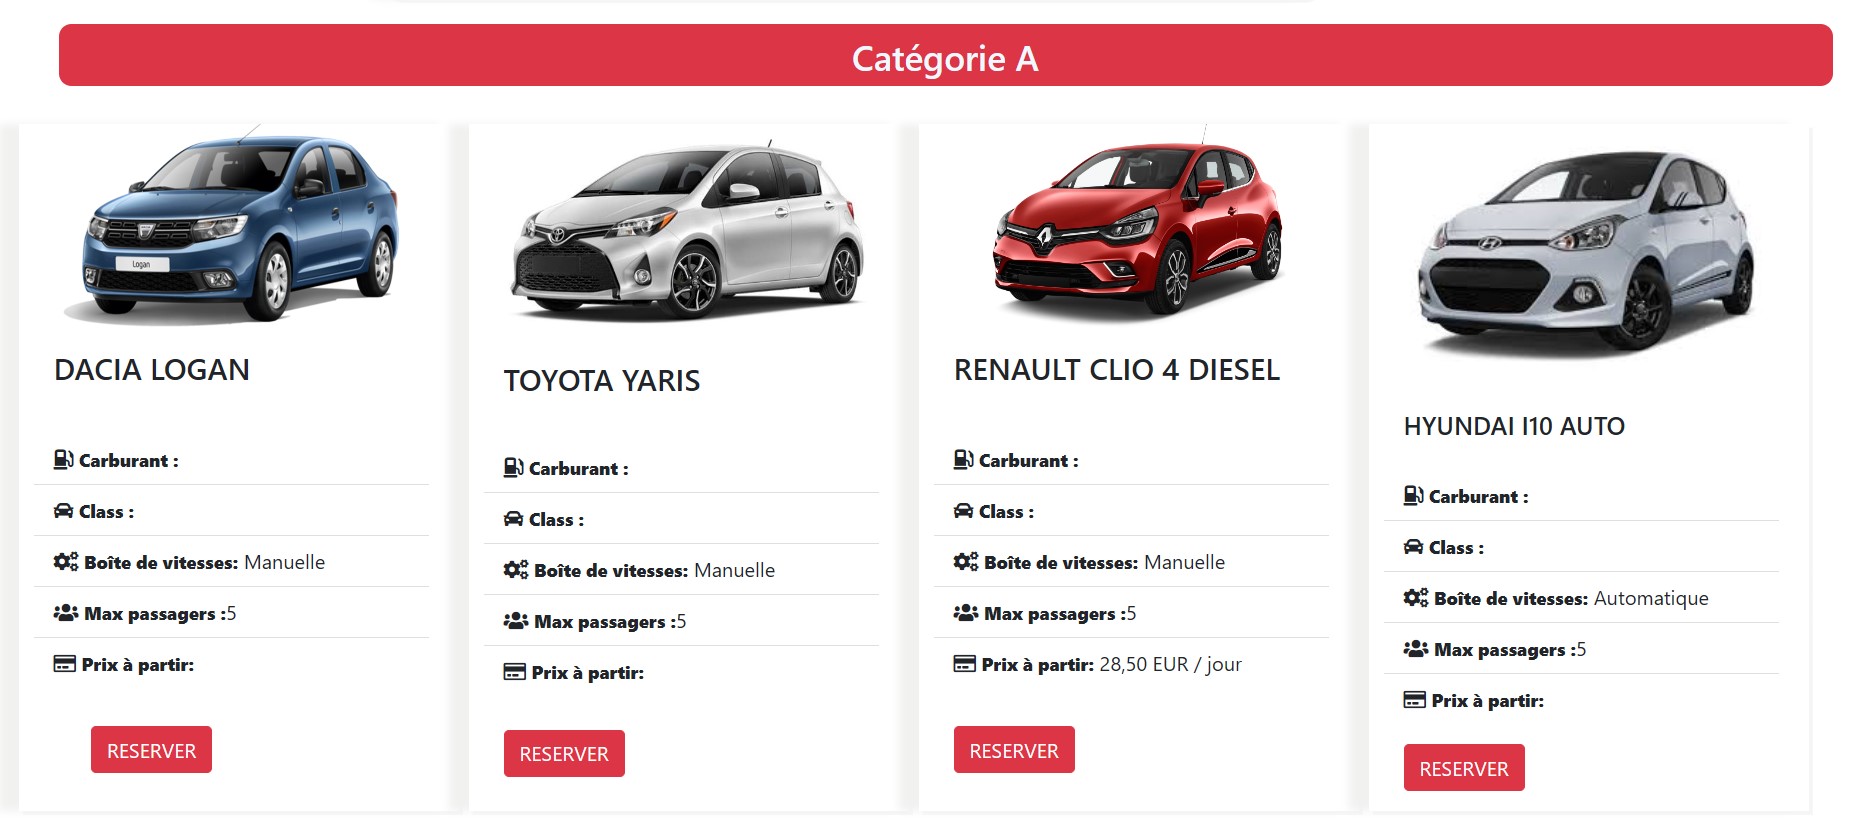 Catégorie A
Logan
DACIA LOGAN
Carburant :
Class :
Boîte de vitesses: Manuelle
Max passagers :5
Prix à partir:
RESERVER
TOYOTA YARIS
Carburant :
Class :
Boîte de vitesses: Manuelle
Max passagers :5
Prix à partir:
RESERVER
RENAULT CLIO 4 DIESEL
Carburant :
Class :
Boîte de vitesses: Manuelle
Max passagers :5
Prix à partir: 28,50 EUR / jour
RESERVER
HYUNDAI I10 AUTO
Carburant :
Class :
Boîte de vitesses: Automatique
Max passagers :5
Prix à partir:
RESERVER